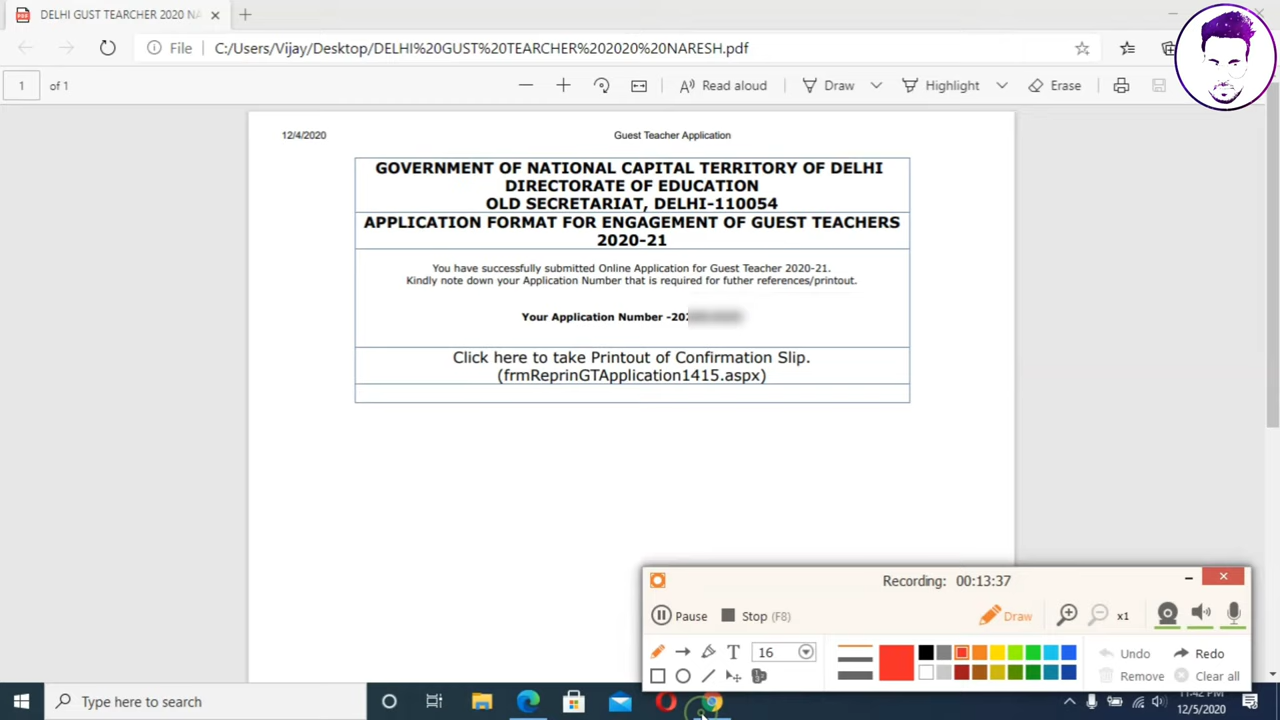 DELHI GUST TEARCHER 2020 NA
File
C:/Users/Vijay/Desktop/DELHI%20GUST%20TEARCHER%202020%20NARESH.pdf
1 of 1
Read aloud
Draw
Highlight
Erase
12/4/2020
Guest Teacher Application
GOVERNMENT OF NATIONAL CAPITAL TERRITORY OF DELHI
DIRECTORATE OF EDUCATION
OLD SECRETARIAT, DELHI-110054
APPLICATION FORMAT FOR ENGAGEMENT OF GUEST TEACHERS
2020-21
You have successfully submitted Online Application for Guest Teacher 2020-21.
Kindly note down your Application Number that is required for futher references/printout.
Your Application Number -202
Click here to take Printout of Confirmation Slip.
(frmReprinGTApplication1415.aspx)
Recording: 00:13:37
Pause
Stop (F8)
Draw
x1
16
Undo
Redo
Remove
Clear all
Type here to search
11:42 PM
12/5/2020